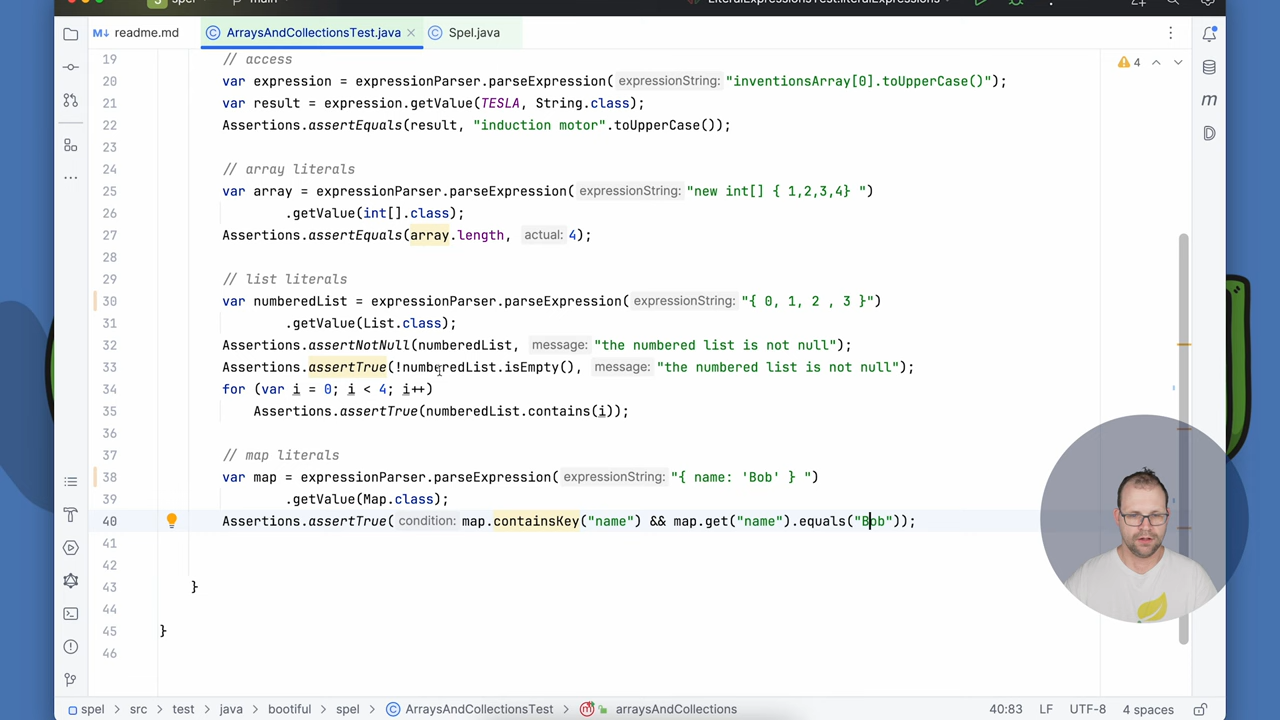 readme.md
ArraysAndCollectionsTest.java
Spel.java
4
19 // access
20 var expression = expressionParser.parseExpression( expressionString: "inventionsArray[0].toUpperCase()");
21 var result = expression.getValue(TESLA, String.class);
22 Assertions.assertEquals(result, "induction motor".toUpperCase());
23
24 // array literals
25 var array = expressionParser.parseExpression( expressionString: "new int[] { 1,2,3,4} ")
26 .getValue(int[].class);
27 Assertions.assertEquals(array.length, actual: 4);
28
29 // list literals
30 var numberedList = expressionParser.parseExpression( expressionString: "{ 0, 1, 2 , 3 }")
31 .getValue(List.class);
32 Assertions.assertNotNull(numberedList, message: "the numbered list is not null");
33 Assertions.assertTrue(!numberedList.isEmpty(), message: "the numbered list is not null");
34 for (var i = 0; i < 4; i++)
35 Assertions.assertTrue(numberedList.contains(i));
36
37 // map literals
38 var map = expressionParser.parseExpression( expressionString: "{ name: 'Bob' } ")
39 .getValue(Map.class);
40 Assertions.assertTrue( condition: map.containsKey("name") && map.get("name").equals("Bob"));
41
42
43 }
44
45 }
46
spel > src > test > java > bootiful > spel > ArraysAndCollectionsTest > arraysAndCollections
40:83 LF UTF-8 4 spaces